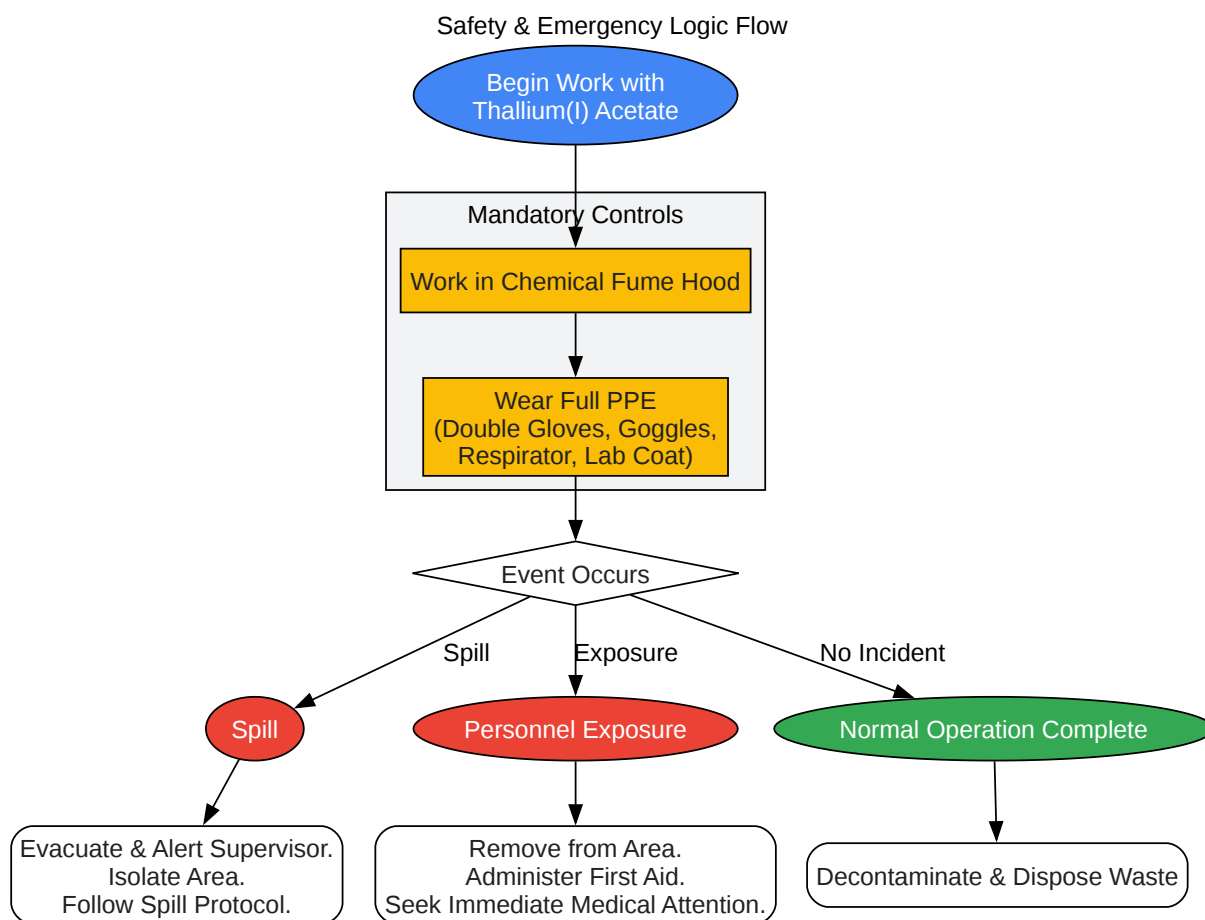 Safety & Emergency Logic Flow
Begin Work with
Thallium(I) Acetate
Mandatory Controls
Work in Chemical Fume Hood
Wear Full PPE
(Double Gloves, Goggles,
Respirator, Lab Coat)
Event Occurs
Spill
Exposure
No Incident
Spill
Personnel Exposure
Normal Operation Complete
Evacuate & Alert Supervisor.
Isolate Area.
Follow Spill Protocol.
Remove from Area.
Administer First Aid.
Seek Immediate Medical Attention.
Decontaminate & Dispose Waste